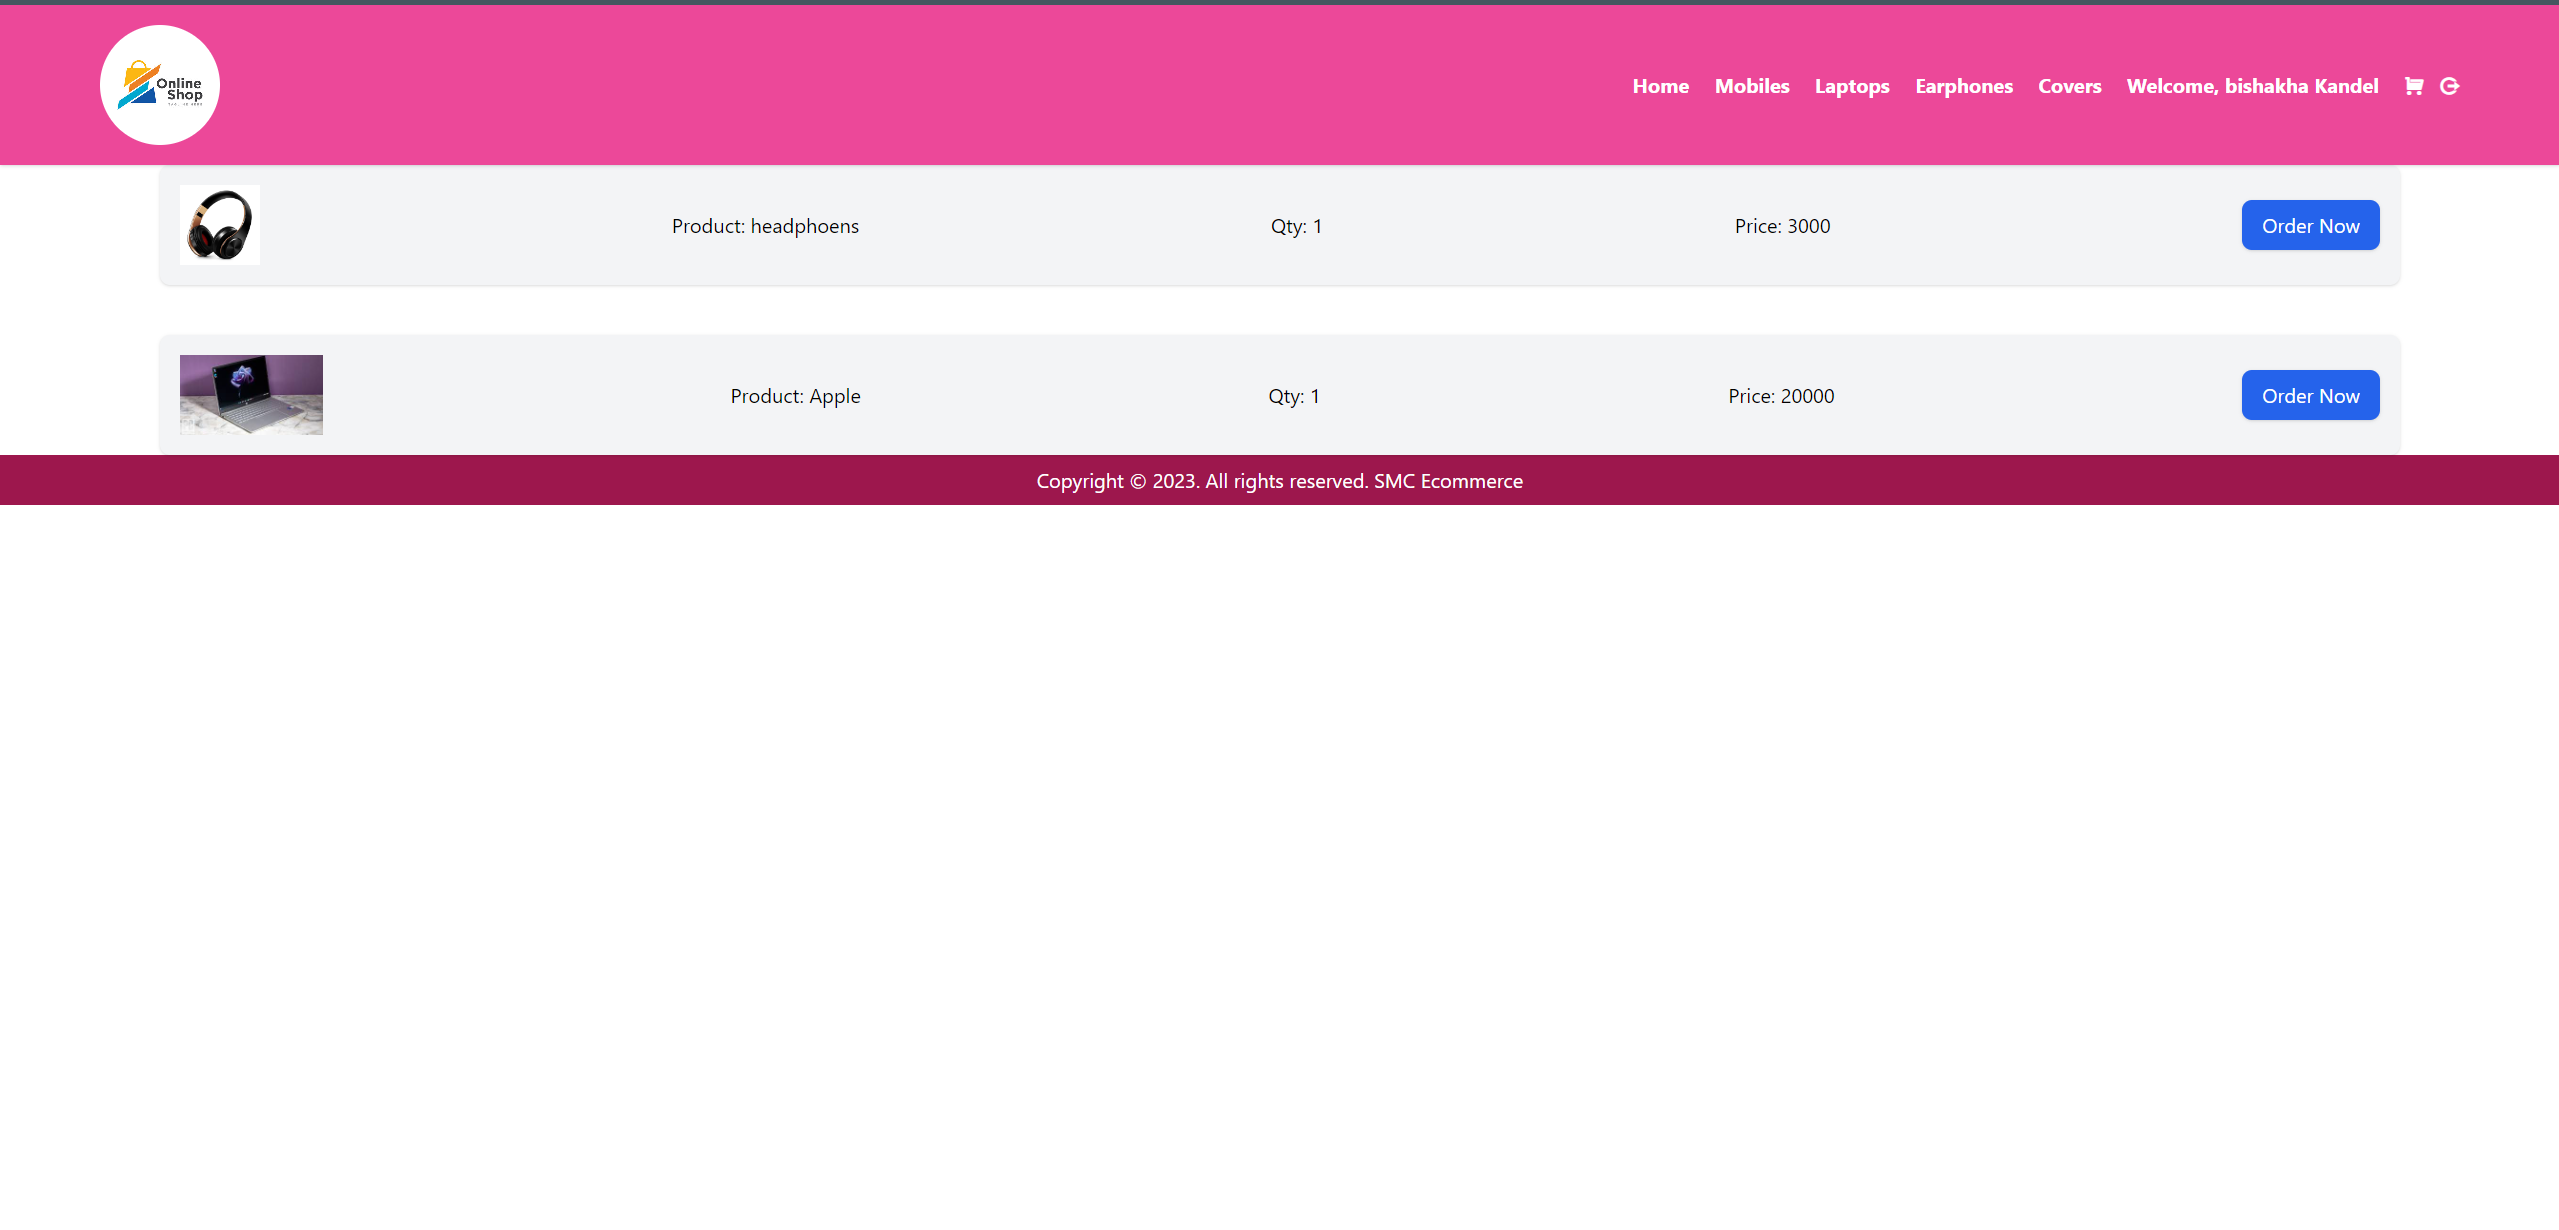 Online
Shop
Home Mobiles Laptops Earphones Covers Welcome, bishakha Kandel
Product: headphoens Qty: 1 Price: 3000 Order Now
Product: Apple Qty: 1 Price: 20000 Order Now
Copyright © 2023. All rights reserved. SMC Ecommerce